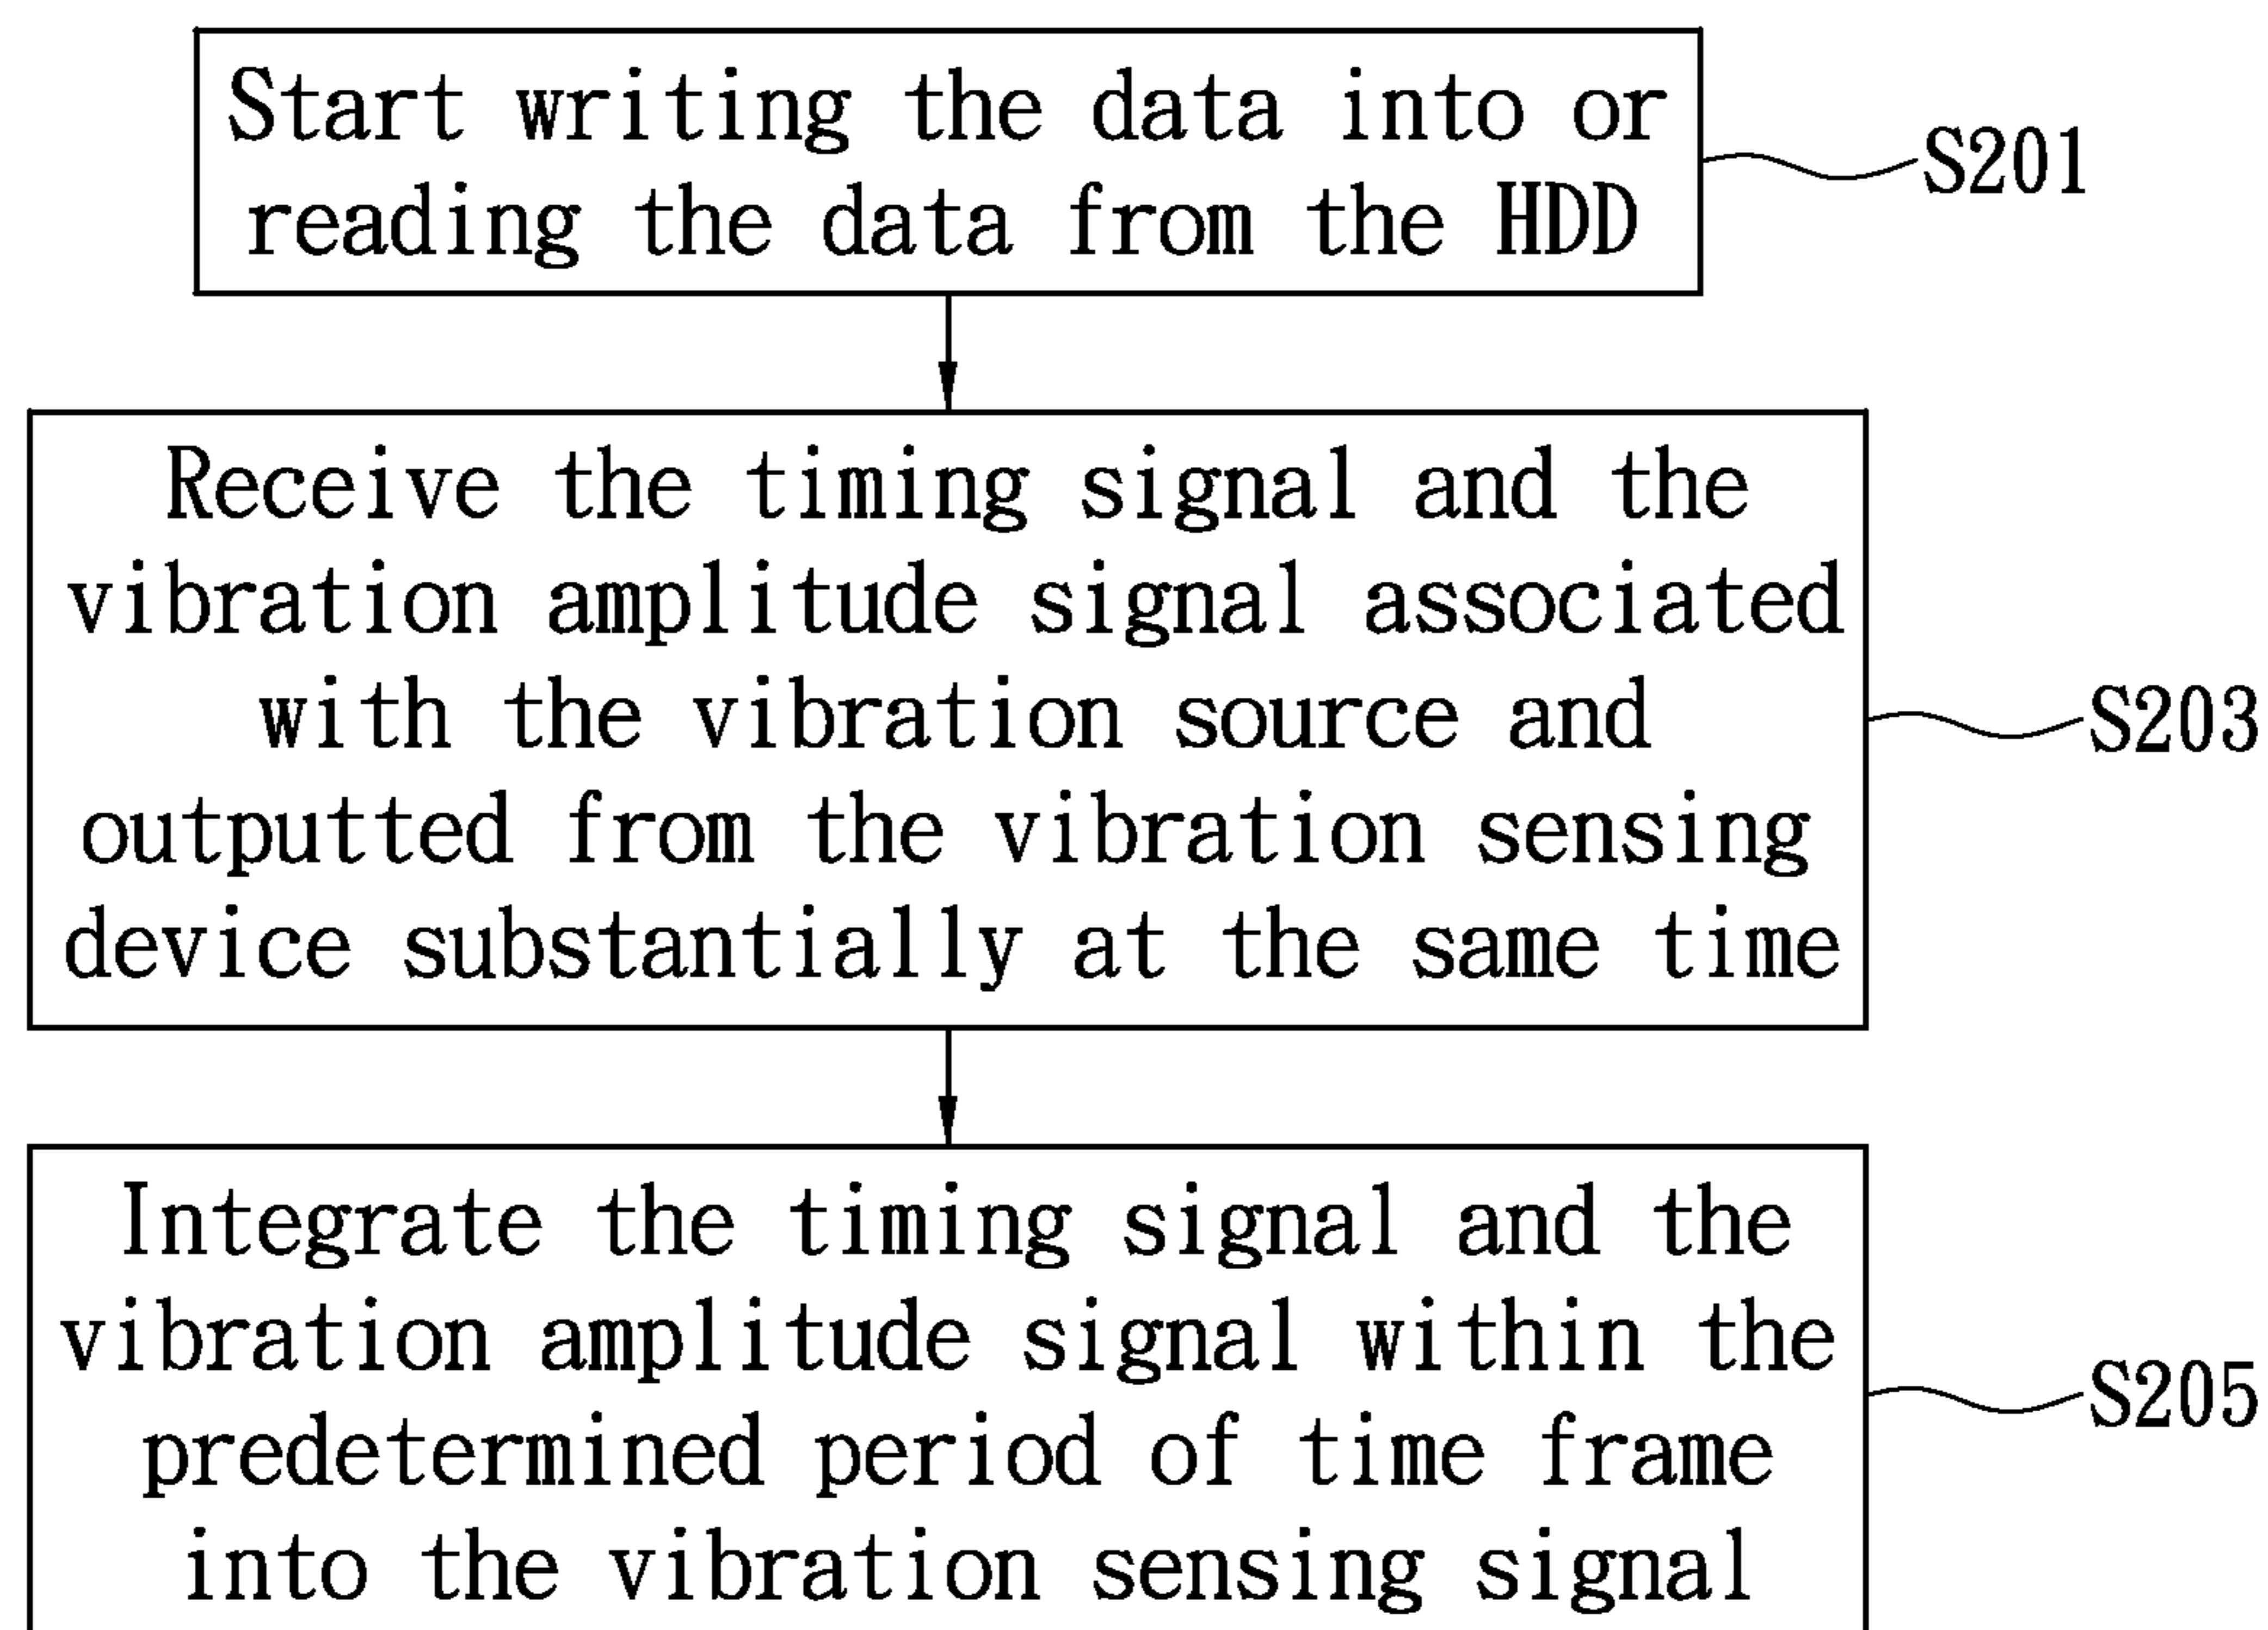 Start writing the data into or
reading the data from the HDD
S201
Receive the timing signal and the
vibration amplitude signal associated
with the vibration source and
outputted from the vibration sensing
device substantially at the same time
S203
Integrate the timing signal and the
vibration amplitude signal within the
predetermined period of time frame
into the vibration sensing signal
S205